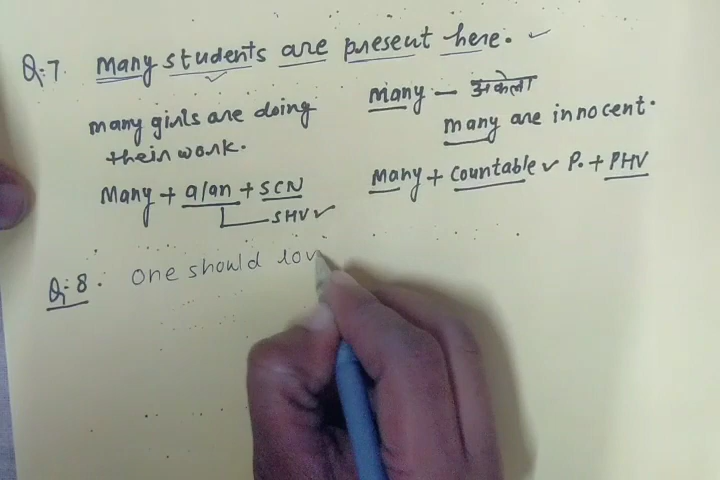 Q:7. Many students are present here.
many girls are doing
their work.
Many + a/an + SCN
SHV
many - अकेला
many are innocent.
Many + Countable P. + PHV
Q:8. One should lov